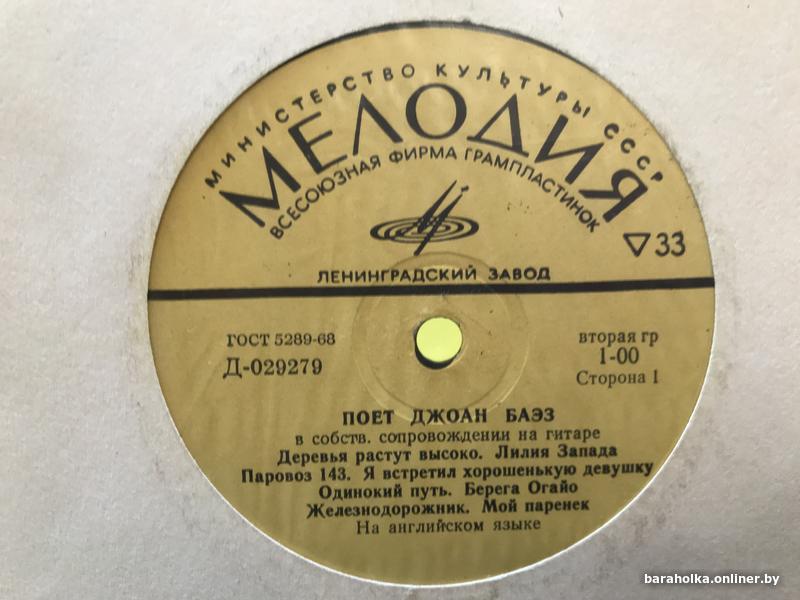 МИНИСТЕРСТВО КУЛЬТУРЫ СССР
МЕЛОДИЯ
ВСЕСОЮЗНАЯ ФИРМА ГРАМПЛАСТИНОК
▽33
ЛЕНИНГРАДСКИЙ ЗАВОД
ГОСТ 5289-68
Д-029279
вторая гр
1-00
Сторона 1
ПОЕТ ДЖОАН БАЭЗ
в собств. сопровождении на гитаре
Деревья растут высоко. Лилия Запада
Паровоз 143. Я встретил хорошенькую девушку
Одинокий путь. Берега Огайо
Железнодорожник. Мой паренек
На английском языке
baraholka.onliner.by